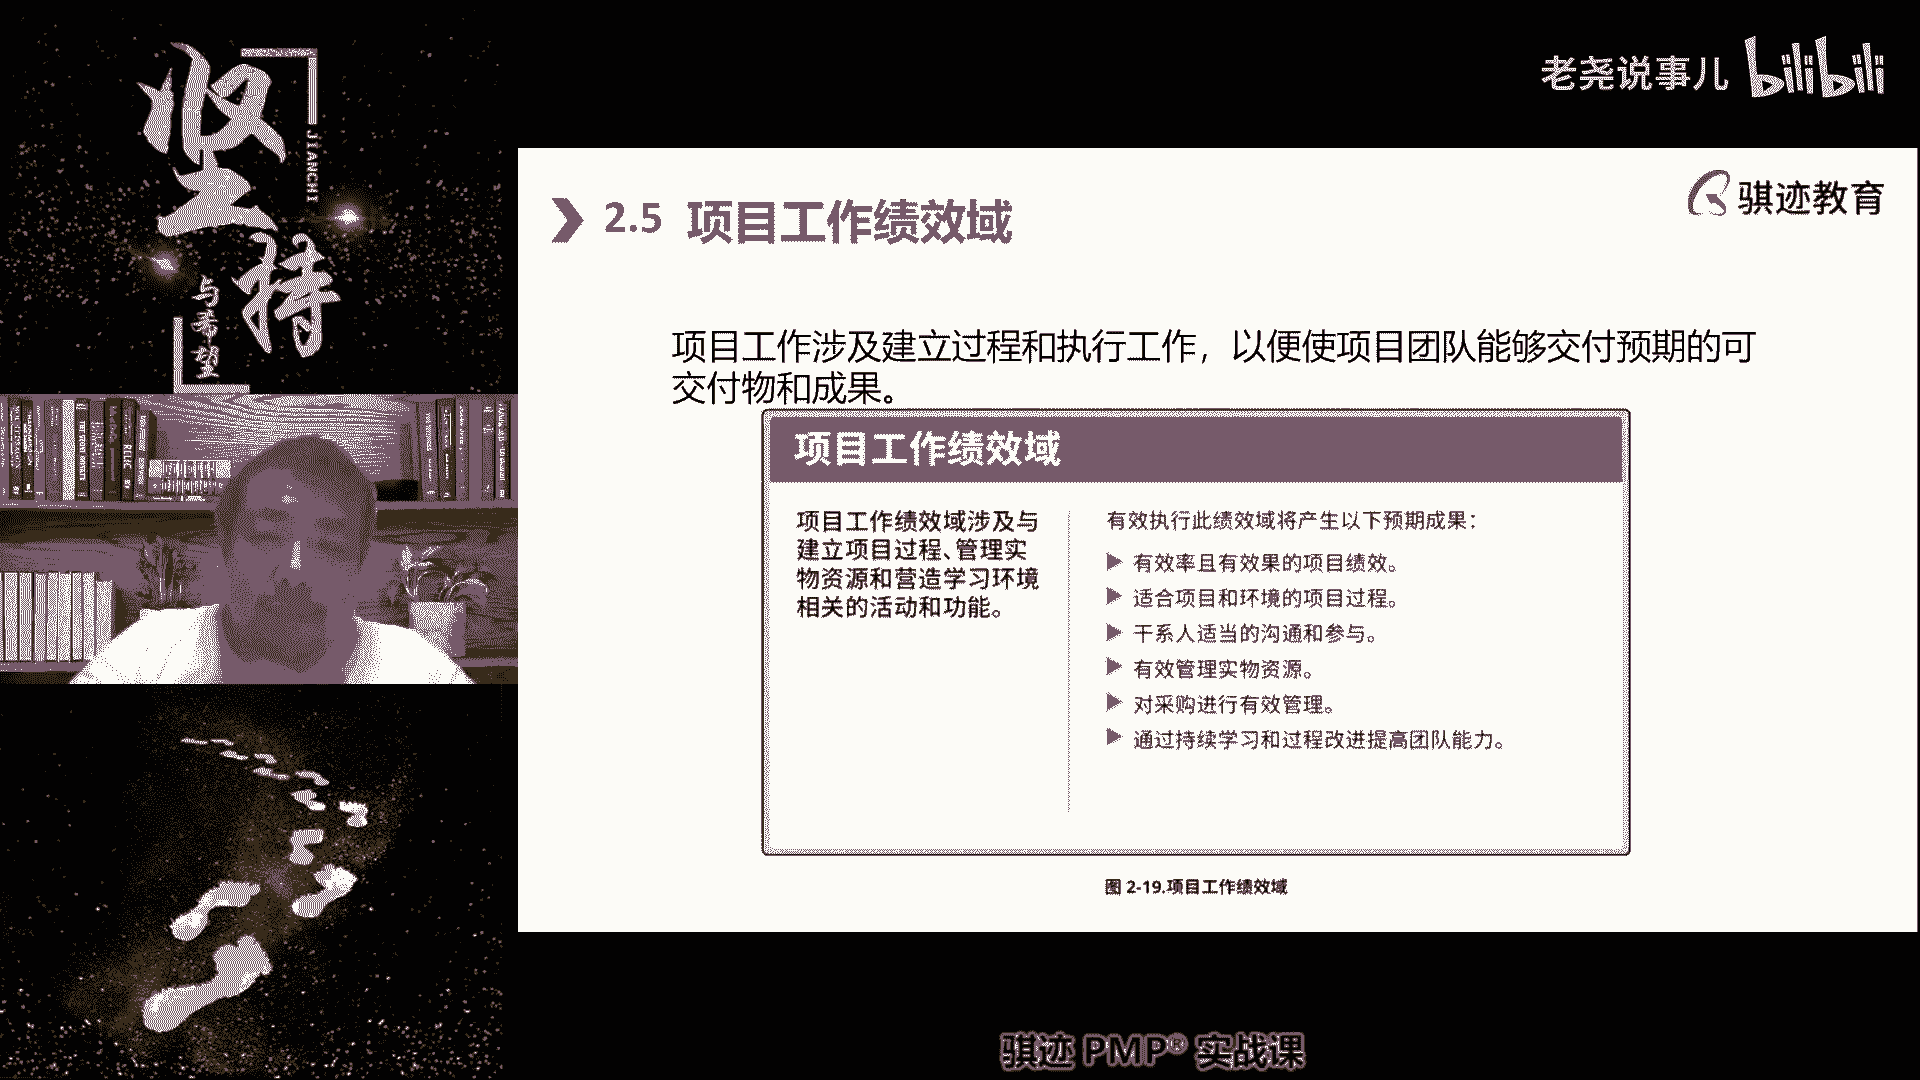 坚持
JIANCHI
与希望
老尧说事儿 bilibili
骐迹教育
2.5 项目工作绩效域
项目工作涉及建立过程和执行工作，以便使项目团队能够交付预期的可
交付物和成果。
项目工作绩效域
项目工作绩效域涉及与
建立项目过程、管理实
物资源和营造学习环境
相关的活动和功能。
有效执行此绩效域将产生以下预期成果：
▶ 有效率且有效果的项目绩效。
▶ 适合项目和环境的项目过程。
▶ 干系人适当的沟通和参与。
▶ 有效管理实物资源。
▶ 对采购进行有效管理。
▶ 通过持续学习和过程改进提高团队能力。
图 2-19.项目工作绩效域
骐迹 PMP® 实战课